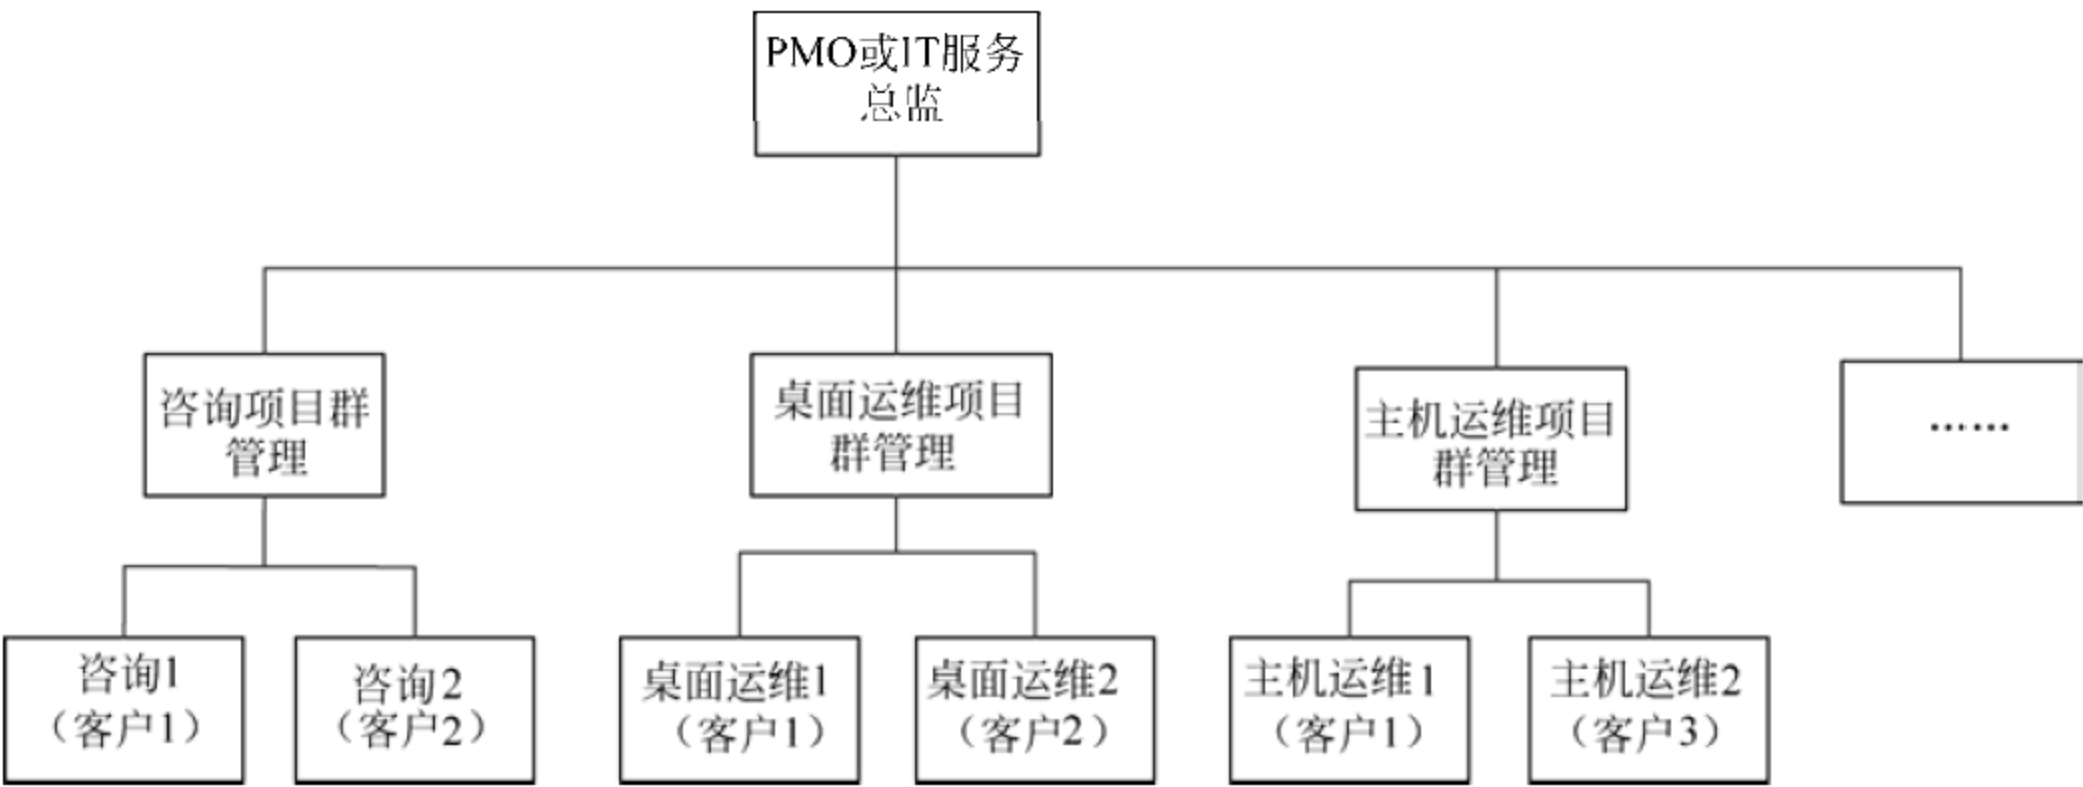 PMO或IT服务
总监
咨询项目群
管理
桌面运维项目
群管理
主机运维项目
群管理
……
咨询1
（客户1）
咨询2
（客户2）
桌面运维1
（客户1）
桌面运维2
（客户2）
主机运维1
（客户1）
主机运维2
（客户3）